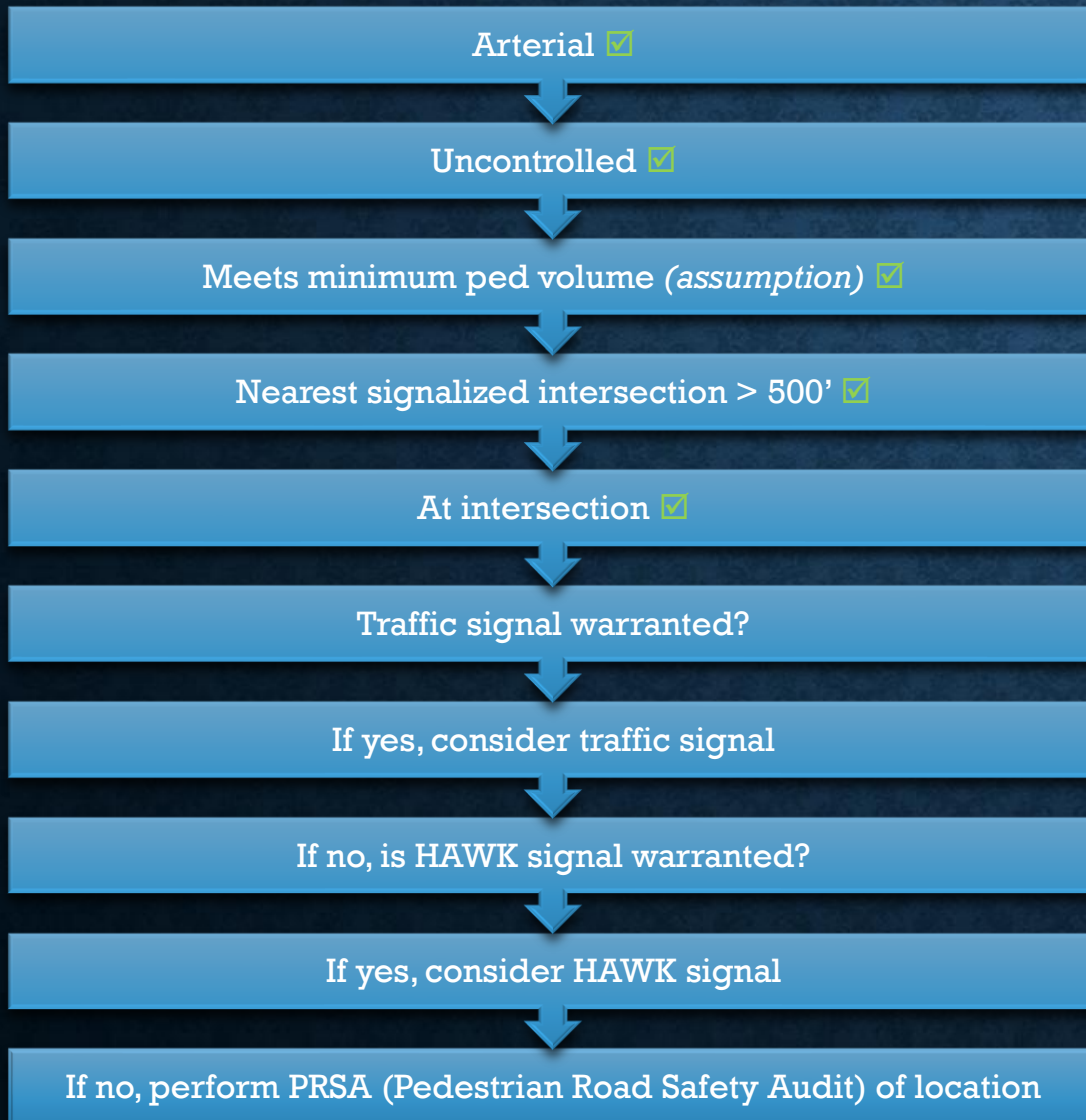 Arterial ☑
Uncontrolled ☑
Meets minimum ped volume (assumption) ☑
Nearest signalized intersection > 500’ ☑
At intersection ☑
Traffic signal warranted?
If yes, consider traffic signal
If no, is HAWK signal warranted?
If yes, consider HAWK signal
If no, perform PRSA (Pedestrian Road Safety Audit) of location